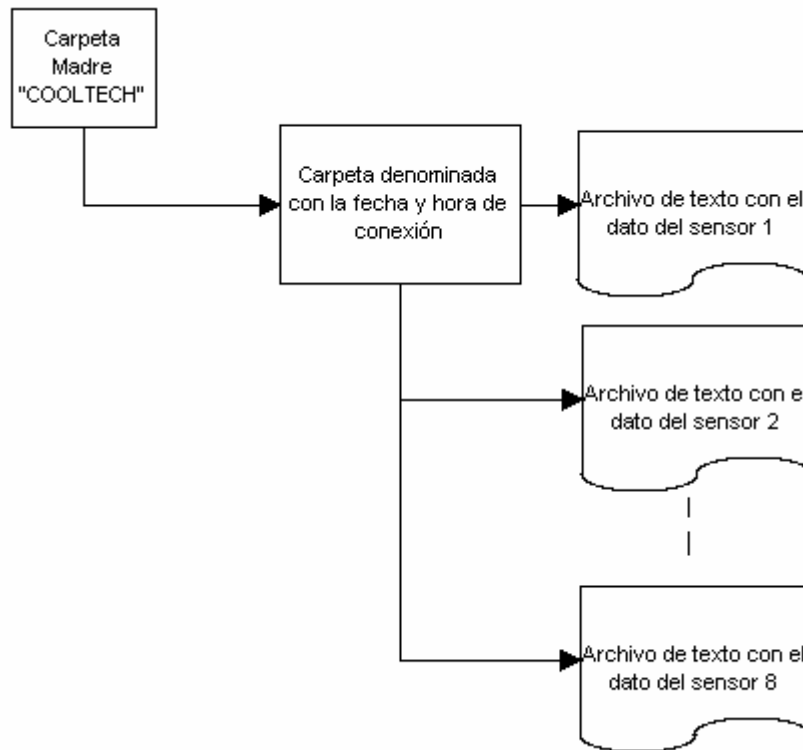 Carpeta
Madre
"COOLTECH"
Carpeta denominada
con la fecha y hora de
conexión
Archivo de texto con el
dato del sensor 1
Archivo de texto con e
dato del sensor 2
Archivo de texto con el
dato del sensor 8